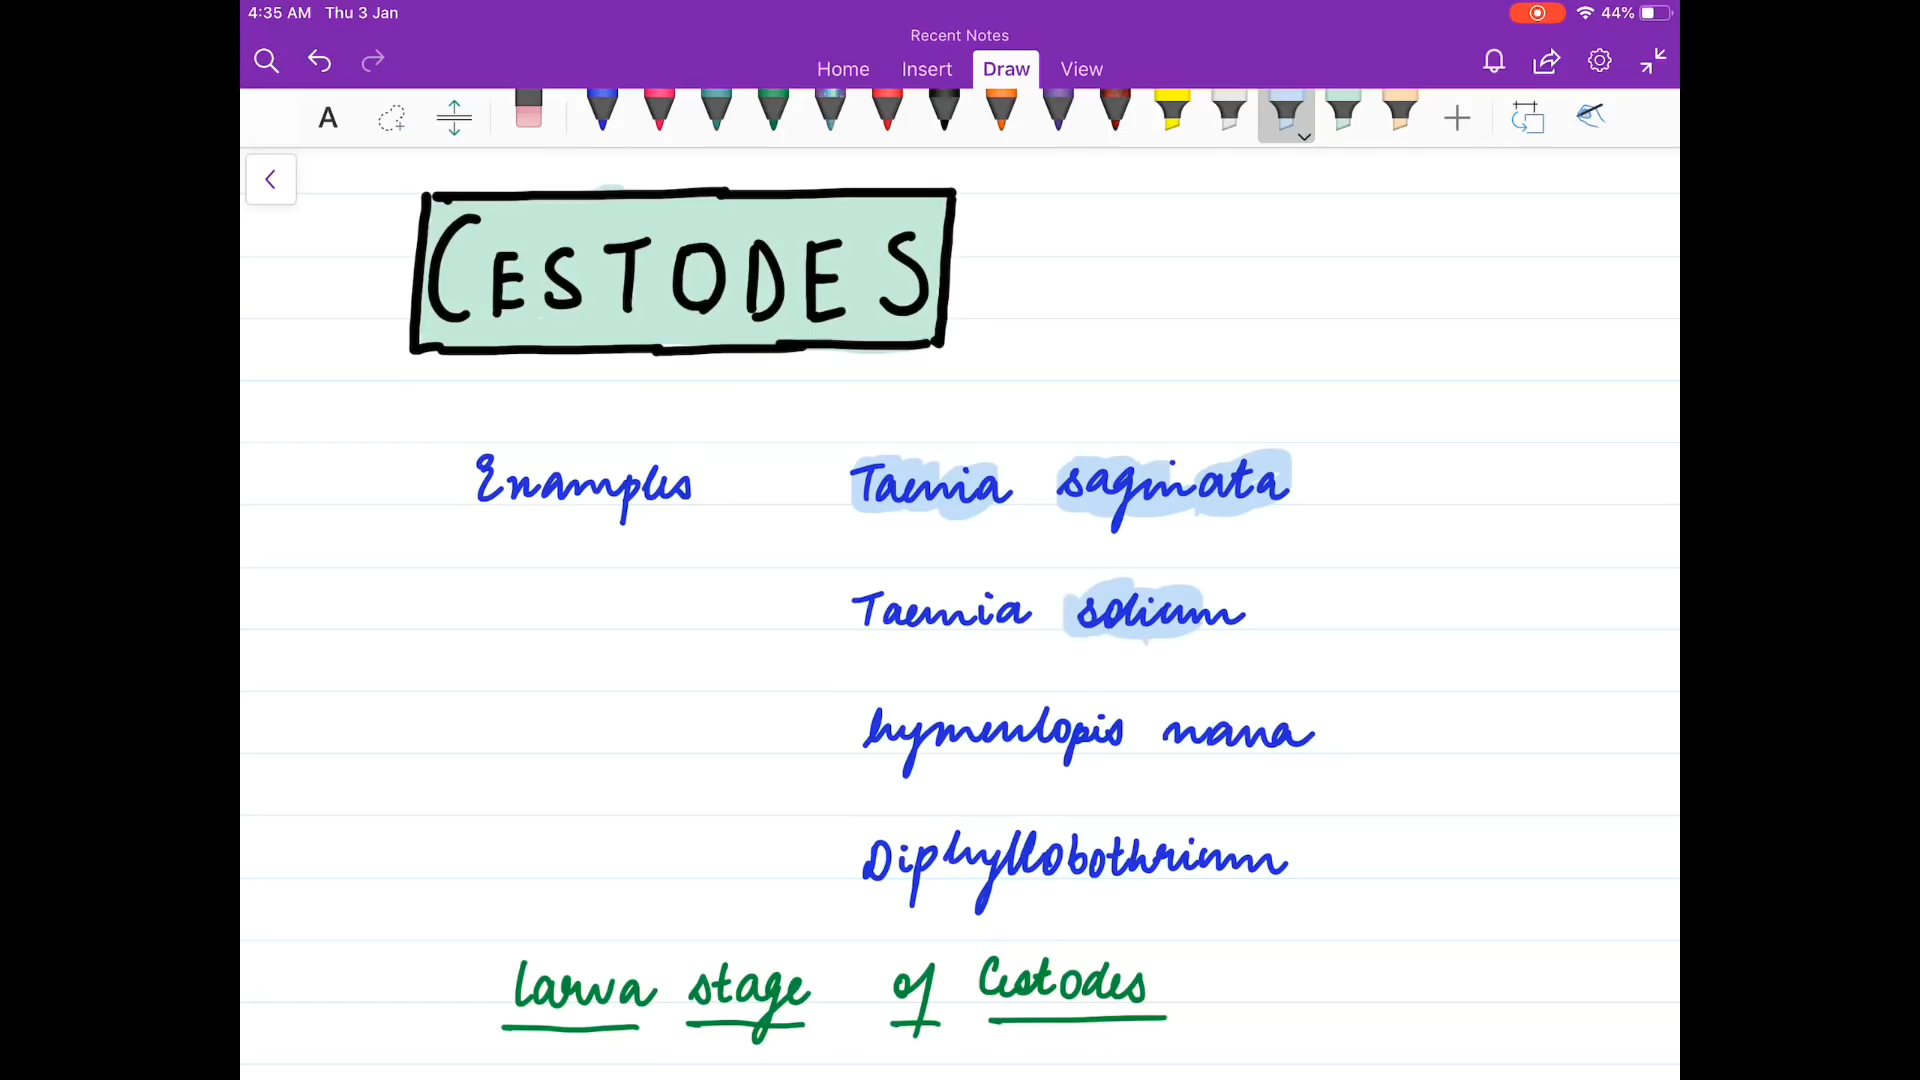 4:35 AM Thu 3 Jan 44%
Recent Notes
Home Insert Draw View
A
CESTODES
Examples Taenia saginata
Taenia solium
hymenlopis nana
Diphyllobothrium
Larva stage of Cestodes